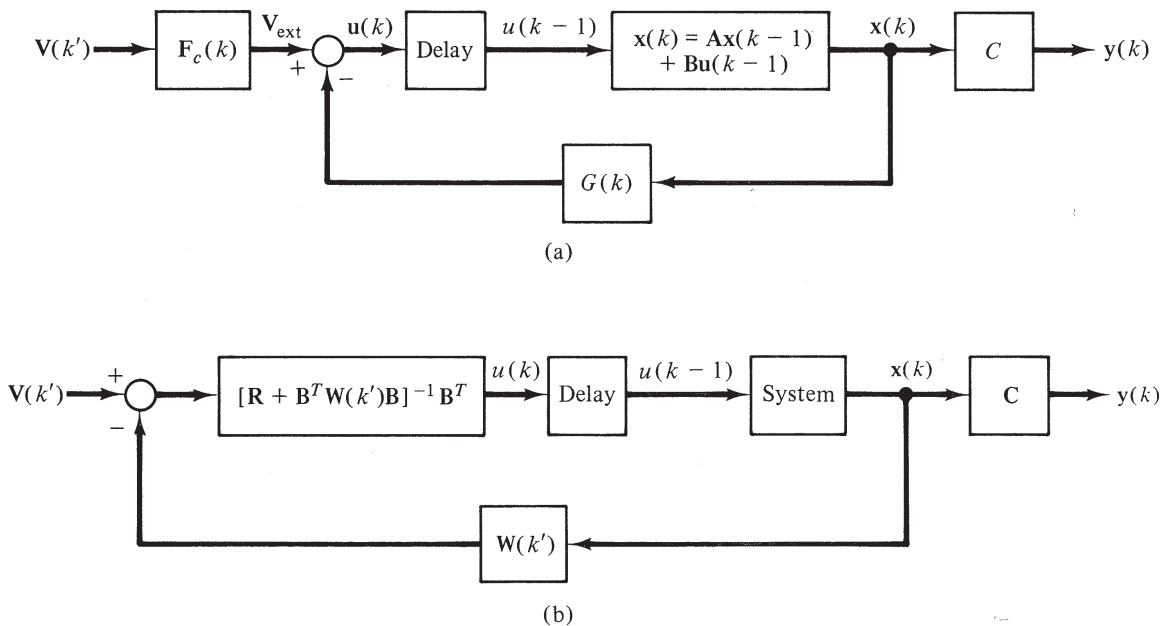 V(k')
F_c(k)
V_ext
+
−
u(k)
Delay
u(k − 1)
x(k) = Ax(k − 1)
+ Bu(k − 1)
x(k)
C
y(k)
G(k)
(a)
V(k')
+
−
[R + B^T W(k')B]^−1 B^T
u(k)
Delay
u(k − 1)
System
x(k)
C
y(k)
W(k')
(b)